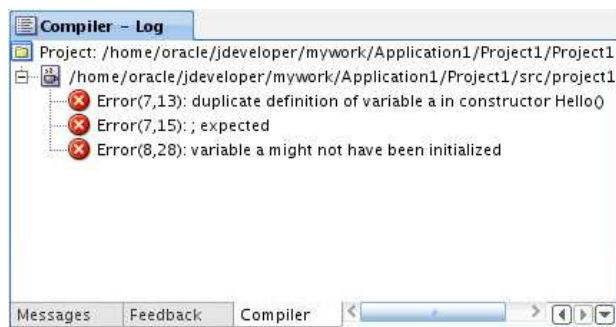 Compiler - Log
Project: /home/oracle/jdeveloper/mywork/Application1/Project1/Project1
/home/oracle/jdeveloper/mywork/Application1/Project1/src/project1
Error(7,13): duplicate definition of variable a in constructor Hello()
Error(7,15): ; expected
Error(8,28): variable a might not have been initialized
Messages Feedback Compiler